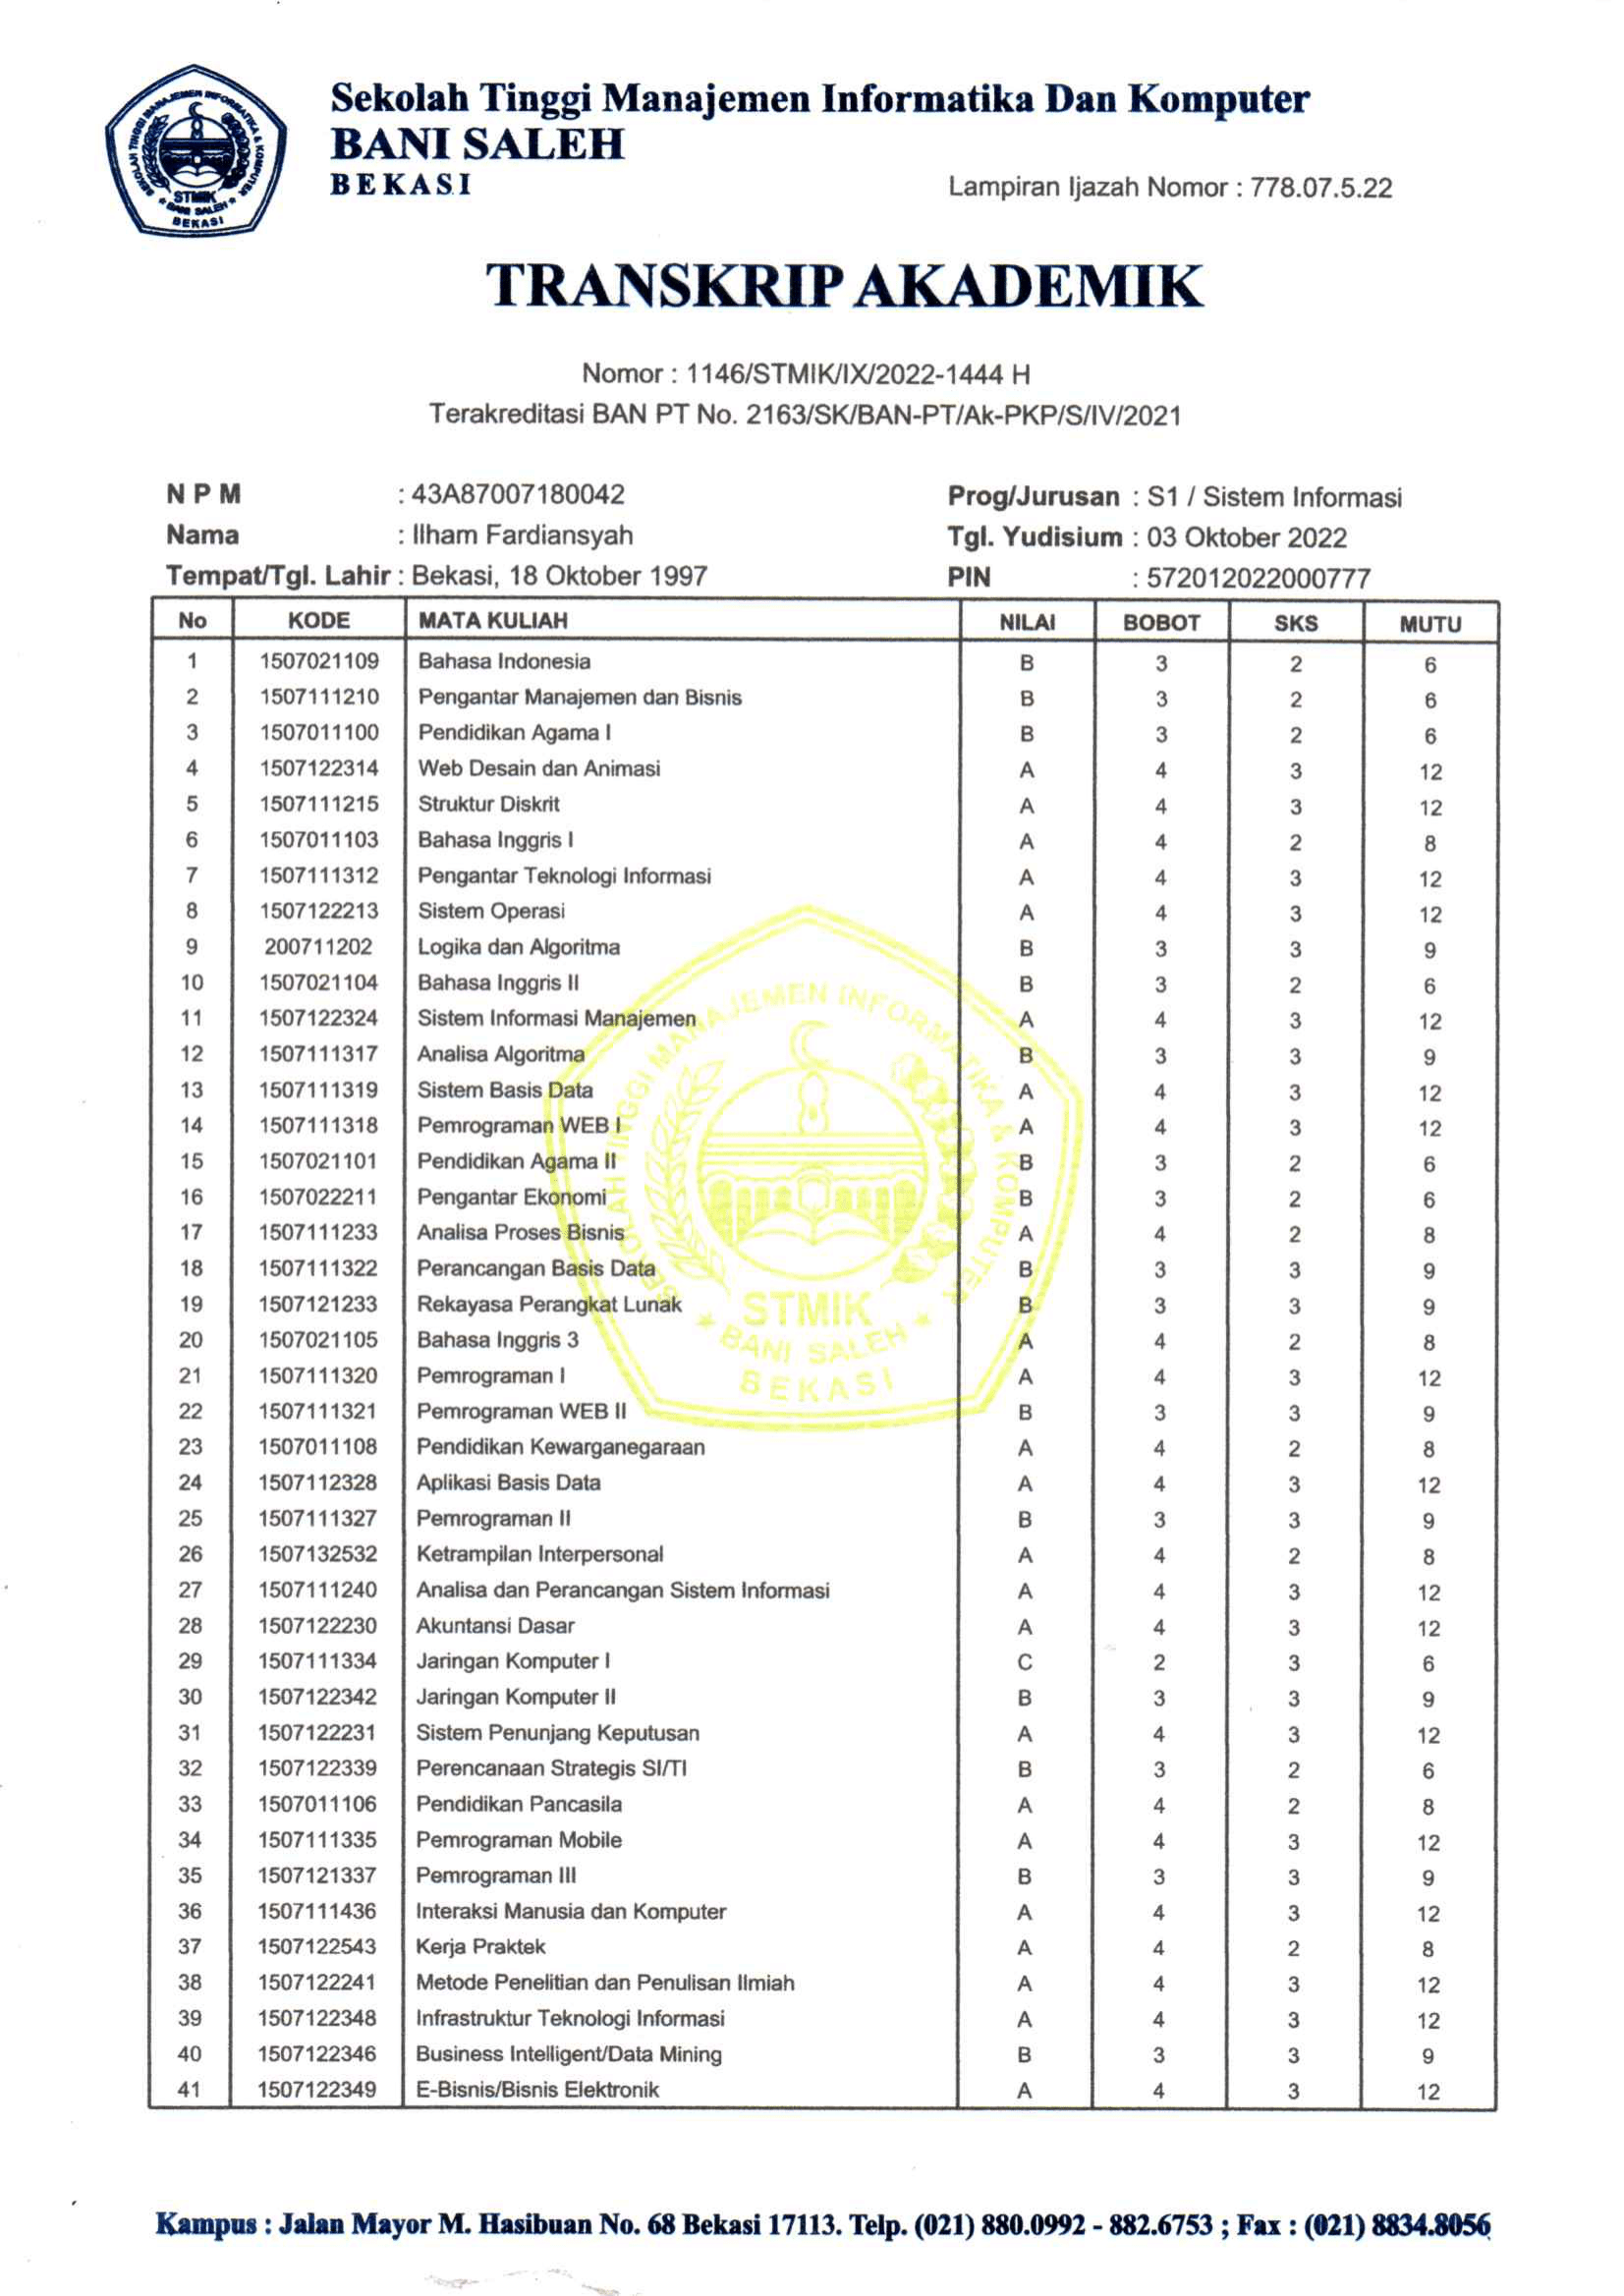 Sekolah Tinggi Manajemen Informatika Dan Komputer
BANI SALEH
BEKASI
Lampiran Ijazah Nomor : 778.07.5.22
SEKOLAH TINGGI MANAJEMEN INFORMATIKA & KOMPUTER
STMIK
BANI SALEH
BEKASI
TRANSKRIP AKADEMIK
Nomor : 1146/STMIK/IX/2022-1444 H
Terakreditasi BAN PT No. 2163/SK/BAN-PT/Ak-PKP/S/IV/2021
N P M : 43A87007180042 Prog/Jurusan : S1 / Sistem Informasi
Nama : Ilham Fardiansyah Tgl. Yudisium : 03 Oktober 2022
Tempat/Tgl. Lahir : Bekasi, 18 Oktober 1997 PIN : 572012022000777
No KODE MATA KULIAH NILAI BOBOT SKS MUTU
1 1507021109 Bahasa Indonesia B 3 2 6
2 1507111210 Pengantar Manajemen dan Bisnis B 3 2 6
3 1507011100 Pendidikan Agama I B 3 2 6
4 1507122314 Web Desain dan Animasi A 4 3 12
5 1507111215 Struktur Diskrit A 4 3 12
6 1507011103 Bahasa Inggris I A 4 2 8
7 1507111312 Pengantar Teknologi Informasi A 4 3 12
8 1507122213 Sistem Operasi A 4 3 12
9 200711202 Logika dan Algoritma B 3 3 9
10 1507021104 Bahasa Inggris II B 3 2 6
11 1507122324 Sistem Informasi Manajemen A 4 3 12
12 1507111317 Analisa Algoritma B 3 3 9
13 1507111319 Sistem Basis Data A 4 3 12
14 1507111318 Pemrograman WEB I A 4 3 12
15 1507021101 Pendidikan Agama II B 3 2 6
16 1507022211 Pengantar Ekonomi B 3 2 6
17 1507111233 Analisa Proses Bisnis A 4 2 8
18 1507111322 Perancangan Basis Data B 3 3 9
19 1507121233 Rekayasa Perangkat Lunak B 3 3 9
20 1507021105 Bahasa Inggris 3 A 4 2 8
21 1507111320 Pemrograman I A 4 3 12
22 1507111321 Pemrograman WEB II B 3 3 9
23 1507011108 Pendidikan Kewarganegaraan A 4 2 8
24 1507112328 Aplikasi Basis Data A 4 3 12
25 1507111327 Pemrograman II B 3 3 9
26 1507132532 Ketrampilan Interpersonal A 4 2 8
27 1507111240 Analisa dan Perancangan Sistem Informasi A 4 3 12
28 1507122230 Akuntansi Dasar A 4 3 12
29 1507111334 Jaringan Komputer I C 2 3 6
30 1507122342 Jaringan Komputer II B 3 3 9
31 1507122231 Sistem Penunjang Keputusan A 4 3 12
32 1507122339 Perencanaan Strategis SI/TI B 3 2 6
33 1507011106 Pendidikan Pancasila A 4 2 8
34 1507111335 Pemrograman Mobile A 4 3 12
35 1507121337 Pemrograman III B 3 3 9
36 1507111436 Interaksi Manusia dan Komputer A 4 3 12
37 1507122543 Kerja Praktek A 4 2 8
38 1507122241 Metode Penelitian dan Penulisan Ilmiah A 4 3 12
39 1507122348 Infrastruktur Teknologi Informasi A 4 3 12
40 1507122346 Business Intelligent/Data Mining B 3 3 9
41 1507122349 E-Bisnis/Bisnis Elektronik A 4 3 12
SEKOLAH TINGGI MANAJEMEN INFORMATIKA & KOMPUTER
STMIK
BANI SALEH
BEKASI
Kampus : Jalan Mayor M. Hasibuan No. 68 Bekasi 17113. Telp. (021) 880.0992 - 882.6753 ; Fax : (021) 8834.8056